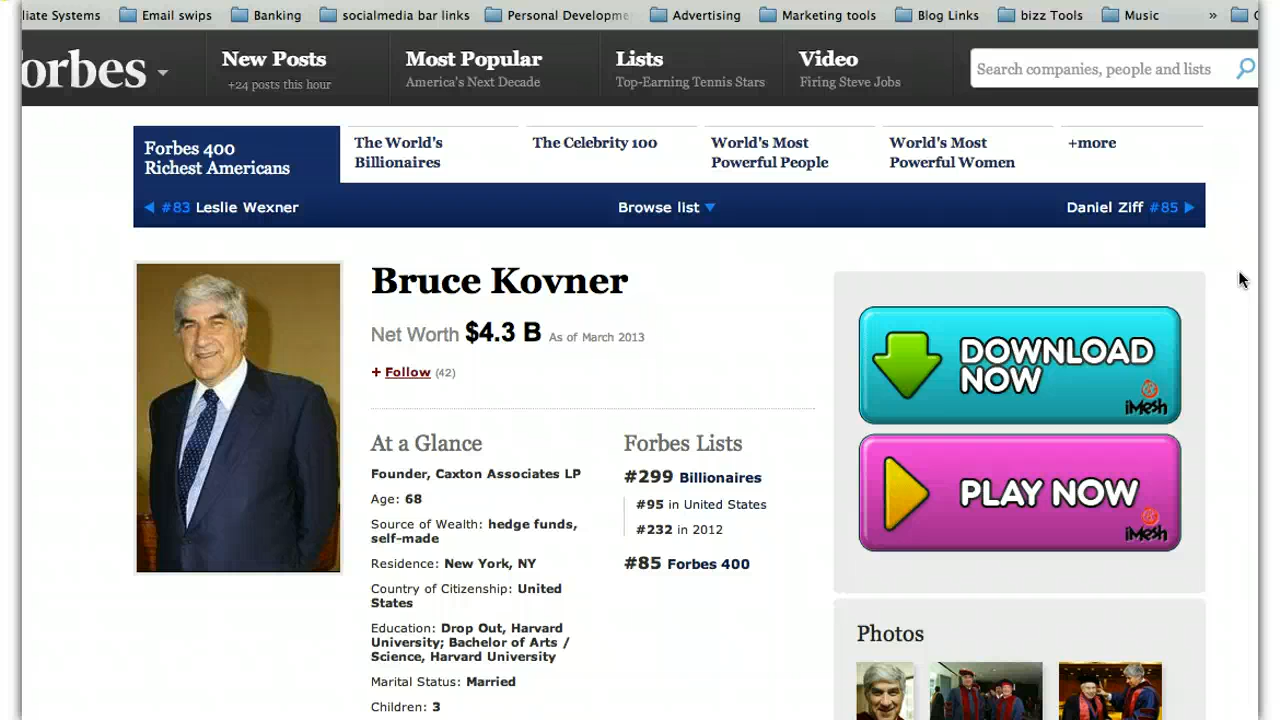 liate Systems Email swips Banking socialmedia bar links Personal Developme Advertising Marketing tools Blog Links bizz Tools Music »
orbes
New Posts
+24 posts this hour
Most Popular
America's Next Decade
Lists
Top-Earning Tennis Stars
Video
Firing Steve Jobs
Search companies, people and lists
Forbes 400
Richest Americans
The World's
Billionaires
The Celebrity 100
World's Most
Powerful People
World's Most
Powerful Women
+more
#83 Leslie Wexner
Browse list
Daniel Ziff #85
Bruce Kovner
Net Worth $4.3 B As of March 2013
+ Follow (42)
At a Glance
Founder, Caxton Associates LP
Age: 68
Source of Wealth: hedge funds,
self-made
Residence: New York, NY
Country of Citizenship: United
States
Education: Drop Out, Harvard
University; Bachelor of Arts /
Science, Harvard University
Marital Status: Married
Children: 3
Forbes Lists
#299 Billionaires
#95 in United States
#232 in 2012
#85 Forbes 400
DOWNLOAD
NOW
iMesh
PLAY NOW
iMesh
Photos